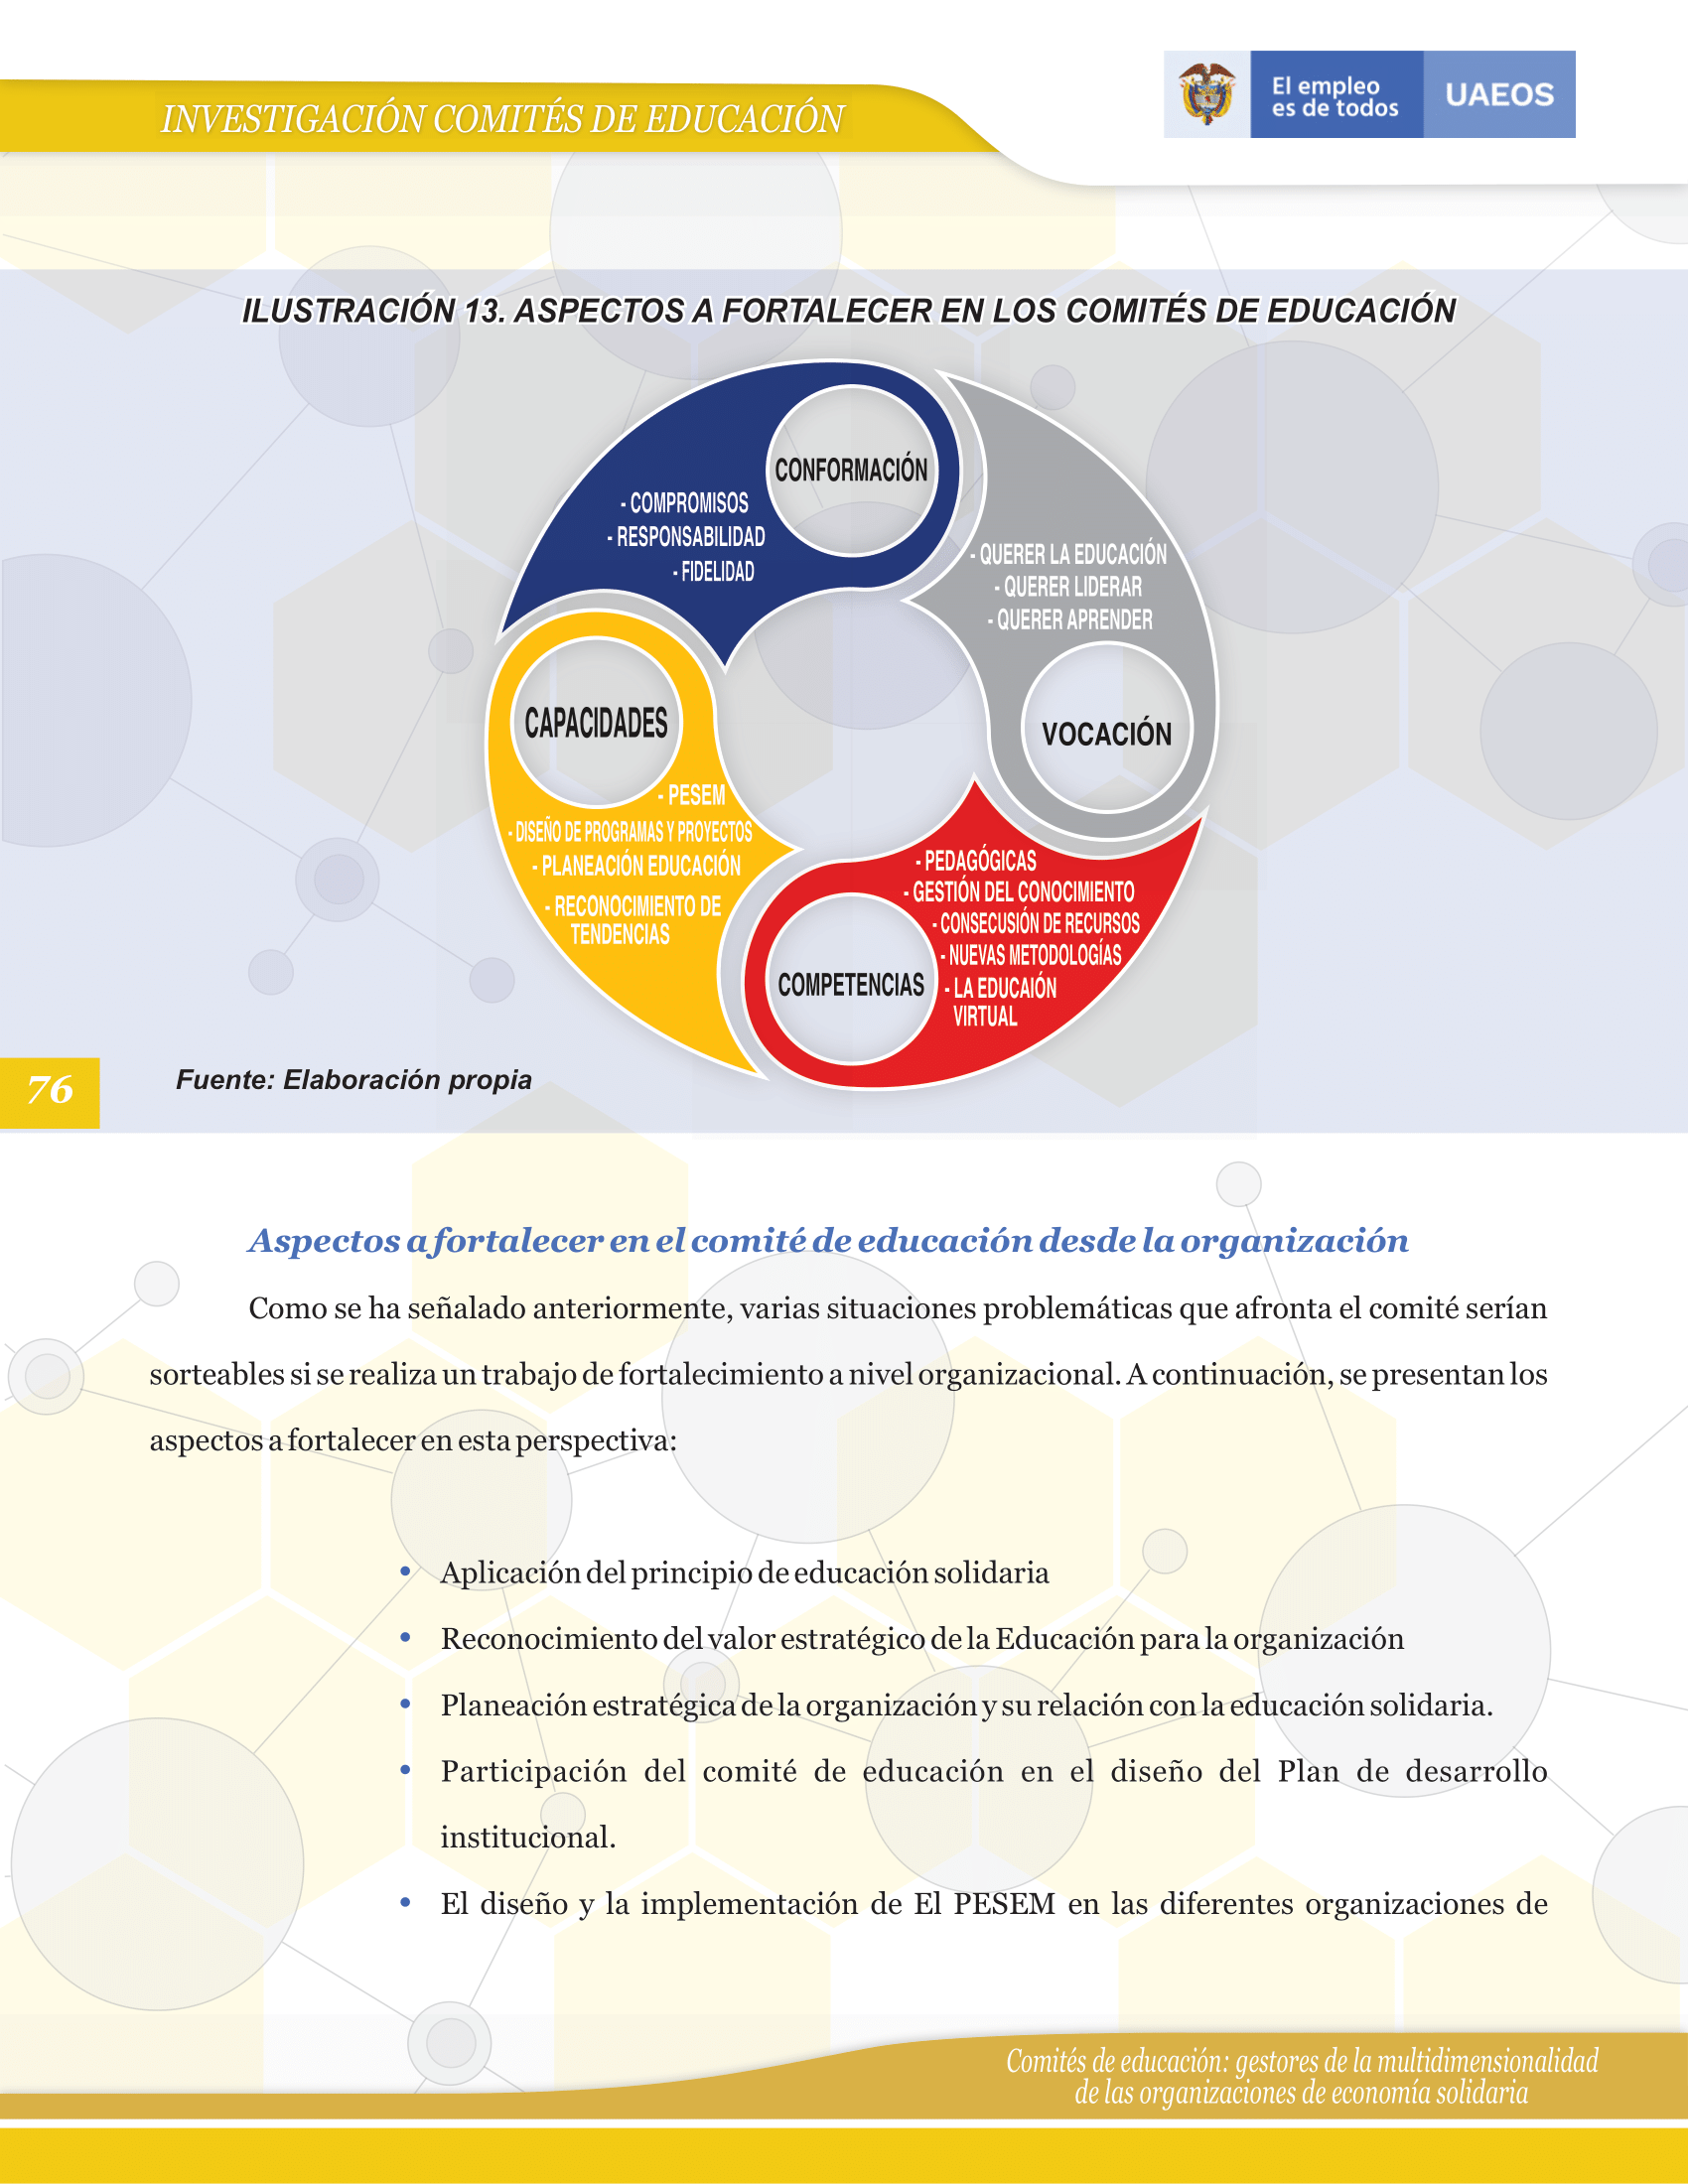 INVESTIGACIÓN COMITÉS DE EDUCACIÓN
El empleo
es de todos
UAEOS
ILUSTRACIÓN 13. ASPECTOS A FORTALECER EN LOS COMITÉS DE EDUCACIÓN
CONFORMACIÓN
- COMPROMISOS
- RESPONSABILIDAD
- FIDELIDAD
- QUERER LA EDUCACIÓN
- QUERER LIDERAR
- QUERER APRENDER
VOCACIÓN
CAPACIDADES
- PESEM
- DISEÑO DE PROGRAMAS Y PROYECTOS
- PLANEACIÓN EDUCACIÓN
- RECONOCIMIENTO DE
TENDENCIAS
- PEDAGÓGICAS
- GESTIÓN DEL CONOCIMIENTO
- CONSECUSIÓN DE RECURSOS
- NUEVAS METODOLOGÍAS
- LA EDUCAIÓN
VIRTUAL
COMPETENCIAS
Fuente: Elaboración propia
76
Aspectos a fortalecer en el comité de educación desde la organización
Como se ha señalado anteriormente, varias situaciones problemáticas que afronta el comité serían
sorteables si se realiza un trabajo de fortalecimiento a nivel organizacional. A continuación, se presentan los
aspectos a fortalecer en esta perspectiva:
• Aplicación del principio de educación solidaria
• Reconocimiento del valor estratégico de la Educación para la organización
• Planeación estratégica de la organización y su relación con la educación solidaria.
• Participación del comité de educación en el diseño del Plan de desarrollo
institucional.
• El diseño y la implementación de El PESEM en las diferentes organizaciones de
Comités de educación: gestores de la multidimensionalidad
de las organizaciones de economía solidaria